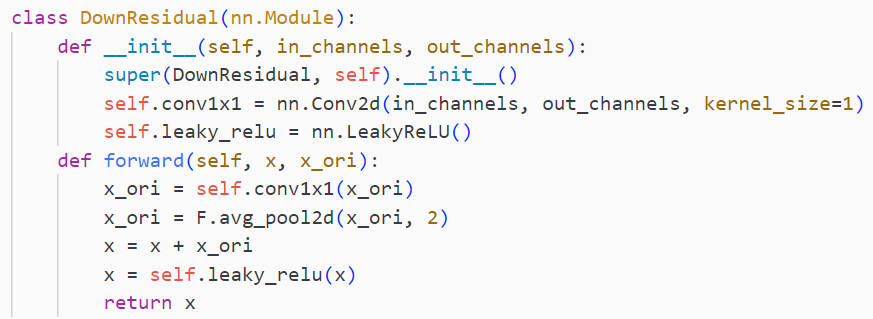 class DownResidual(nn.Module):
    def __init__(self, in_channels, out_channels):
        super(DownResidual, self).__init__()
        self.conv1x1 = nn.Conv2d(in_channels, out_channels, kernel_size=1)
        self.leaky_relu = nn.LeakyReLU()
    def forward(self, x, x_ori):
        x_ori = self.conv1x1(x_ori)
        x_ori = F.avg_pool2d(x_ori, 2)
        x = x + x_ori
        x = self.leaky_relu(x)
        return x